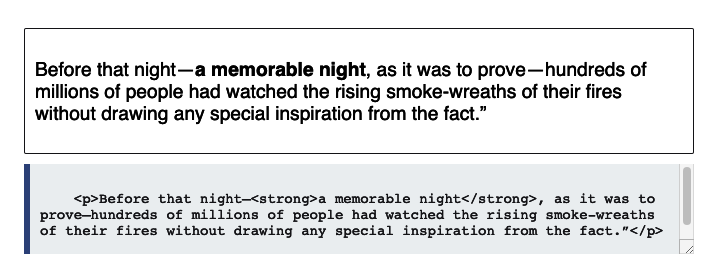 Before that night—a memorable night, as it was to prove—hundreds of
millions of people had watched the rising smoke-wreaths of their fires
without drawing any special inspiration from the fact.”
<p>Before that night—<strong>a memorable night</strong>, as it was to
prove—hundreds of millions of people had watched the rising smoke-wreaths
of their fires without drawing any special inspiration from the fact.”</p>